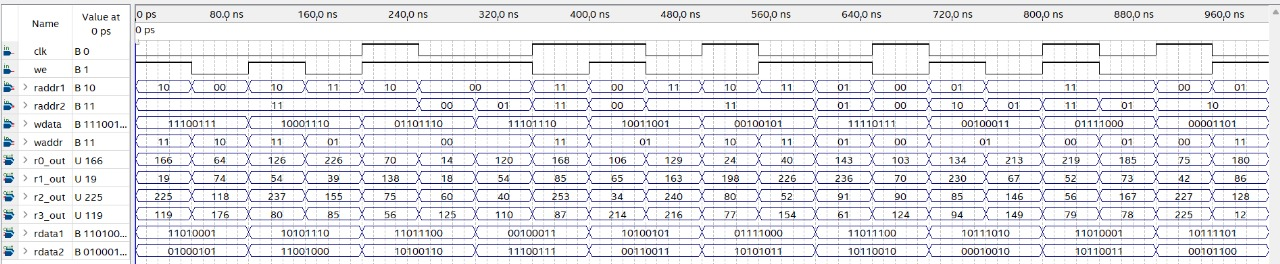 Name Value at 0 ps 0 ps 80,0 ns 160,0 ns 240,0 ns 320,0 ns 400,0 ns 480,0 ns 560,0 ns 640,0 ns 720,0 ns 800,0 ns 880,0 ns 960,0 ns
0 ps
clk B 0
we B 1
raddr1 B 10 10 00 10 11 10 00 11 00 11 10 11 01 00 01 11 00 01
raddr2 B 11 11 00 01 11 00 11 01 00 10 01 11 01 10
wdata B 111001... 11100111 10001110 01101110 11101110 10011001 00100101 11110111 00100011 01111000 00001101
waddr B 11 11 10 11 01 00 11 01 10 11 01 00 01 00 01 00 11
r0_out U 166 166 64 126 226 70 14 120 168 106 129 24 40 143 103 134 213 219 185 75 180
r1_out U 19 19 74 54 39 138 18 54 85 65 163 198 226 236 70 230 67 52 73 42 86
r2_out U 225 225 118 237 155 75 60 40 253 34 240 80 52 91 90 85 146 56 167 227 128
r3_out U 119 119 176 80 85 56 125 110 87 214 216 77 154 61 124 94 149 79 78 225 12
rdata1 B 110100... 11010001 10101110 11011100 00100011 10100101 01111000 11011100 10111010 11010001 10111101
rdata2 B 010001... 01000101 11001000 10100110 11100111 00110011 10101011 10110010 00010010 10110011 00101100